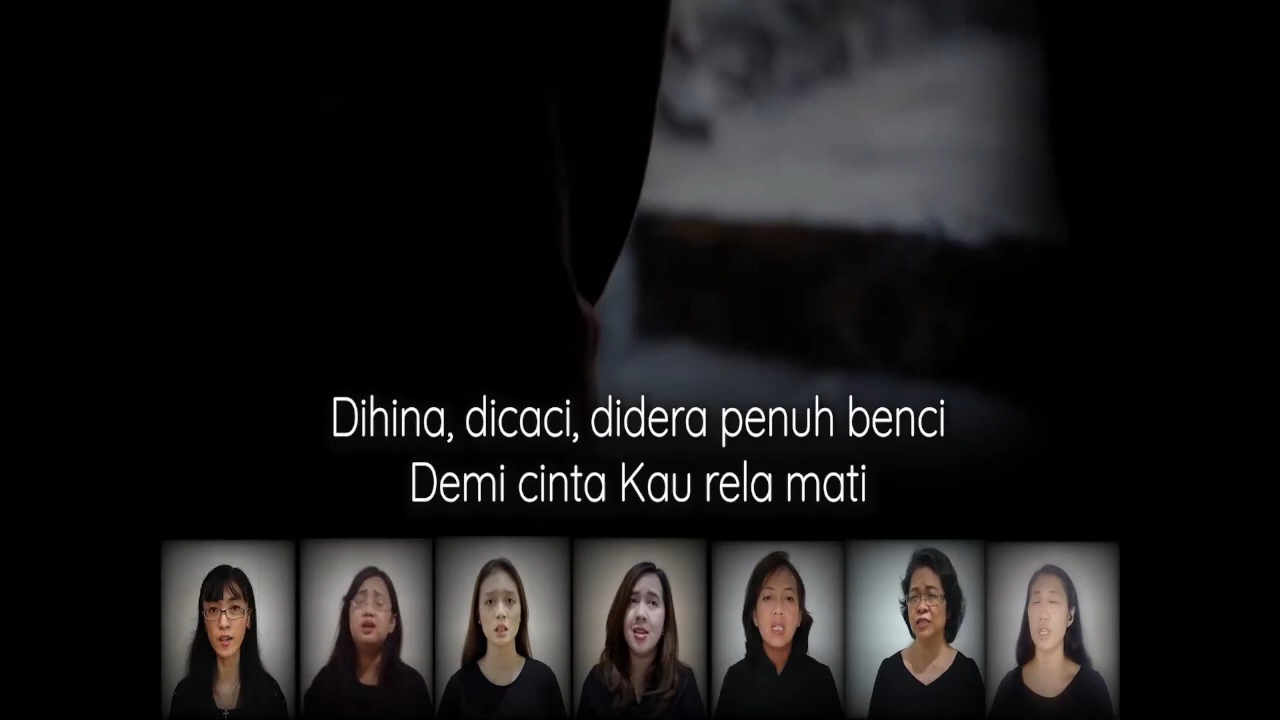 Dihina, dicaci, didera penuh benci
Demi cinta Kau rela mati